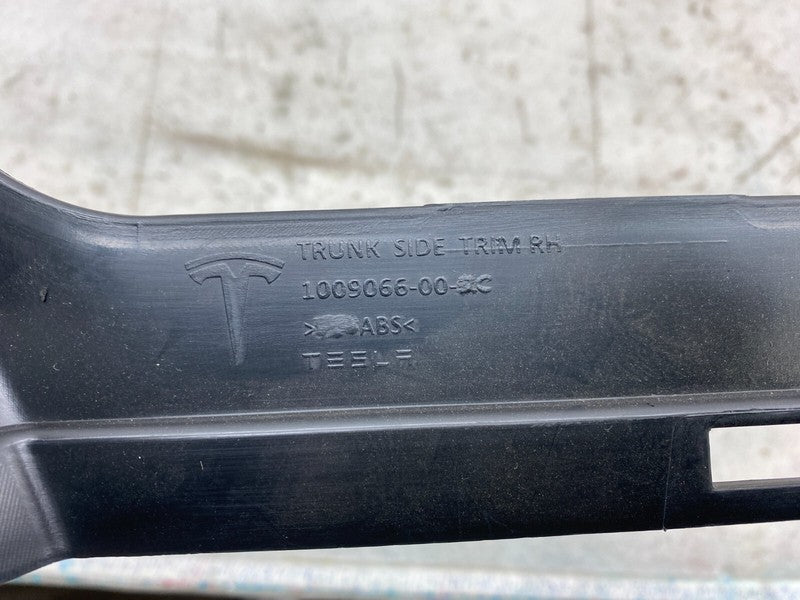 TRUNK SIDE TRIM RH
1009066-00-
ABS<
TESLA